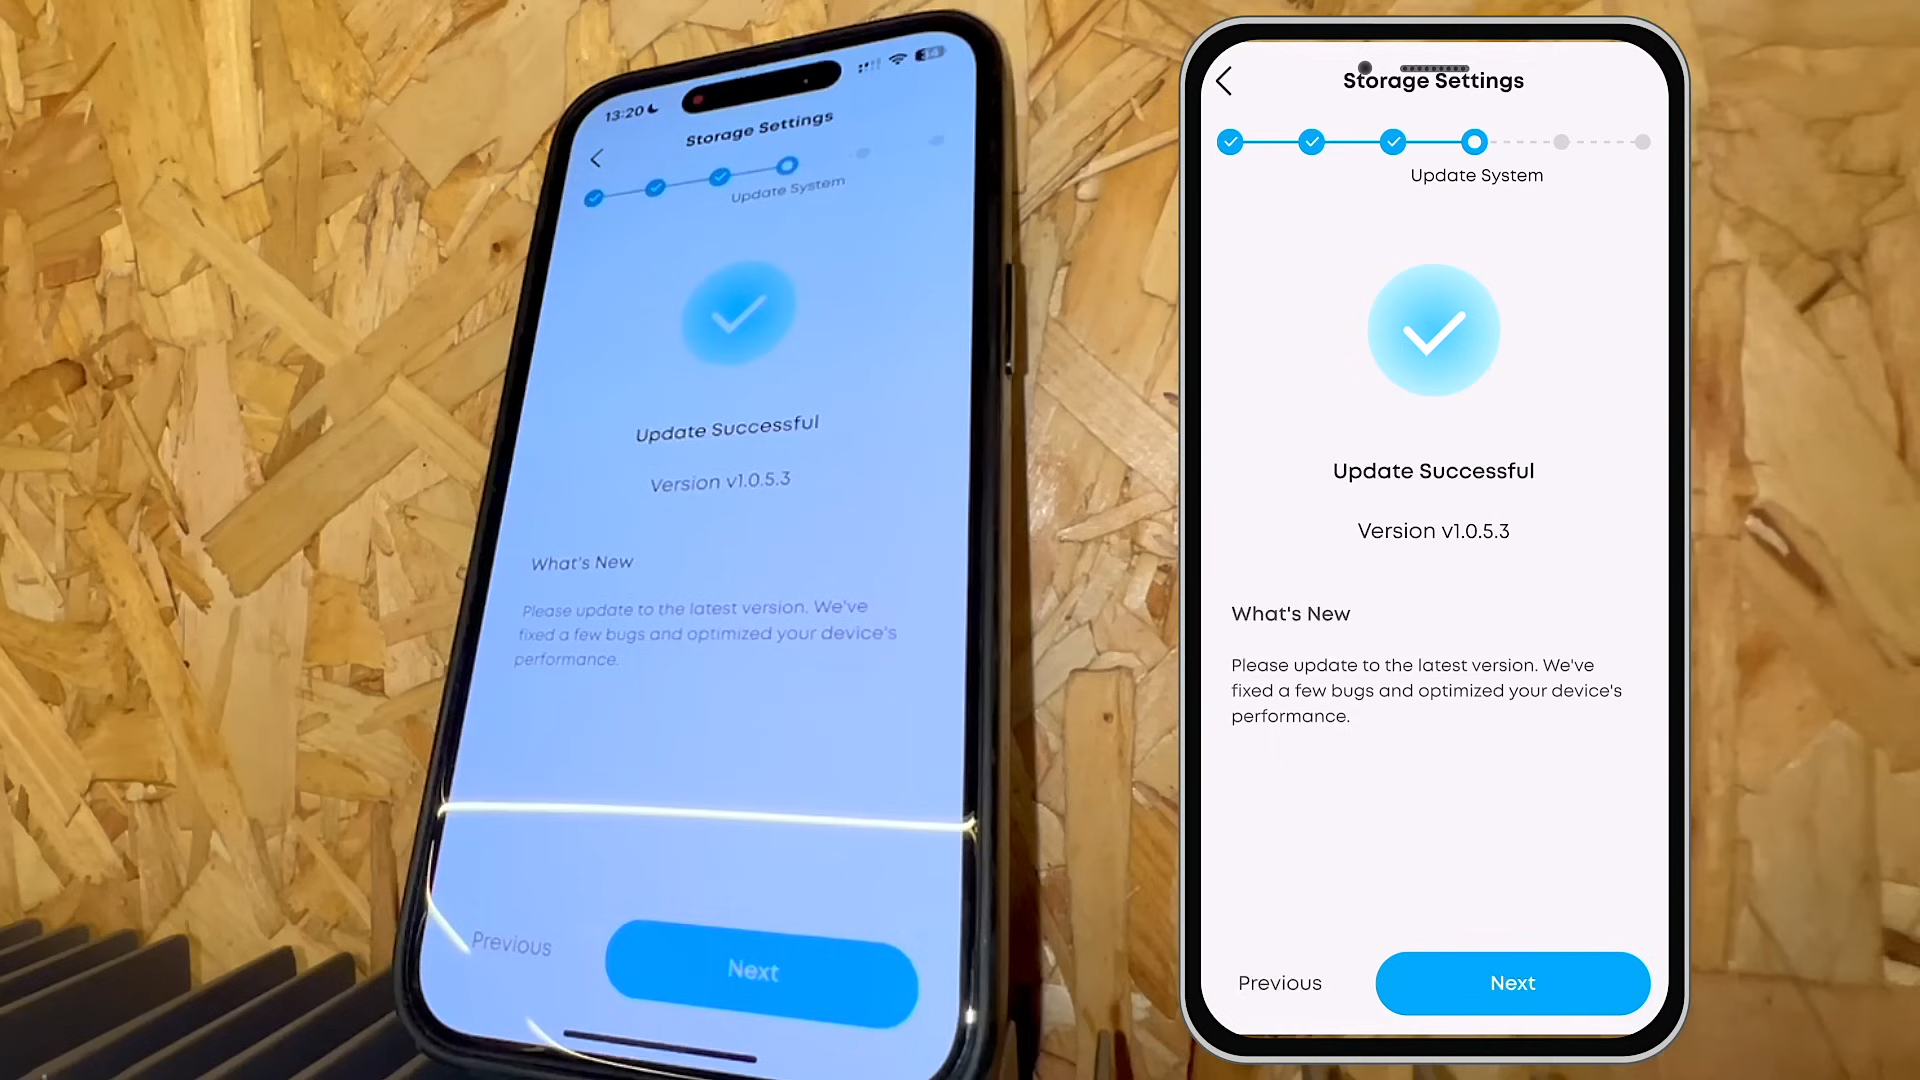 13:20
Storage Settings
Update System
Update Successful
Version v1.0.5.3
What's New
Please update to the latest version. We've
fixed a few bugs and optimized your device's
performance.
Previous
Next
Storage Settings
Update System
Update Successful
Version v1.0.5.3
What's New
Please update to the latest version. We've
fixed a few bugs and optimized your device's
performance.
Previous
Next